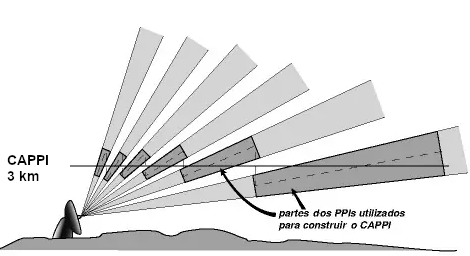 CAPPI
3 km
partes dos PPIs utilizados
para construir o CAPPI